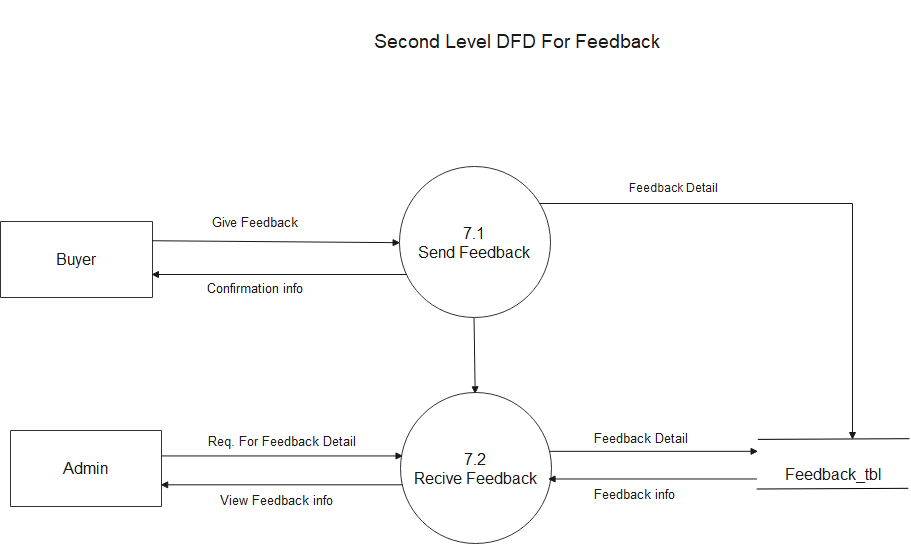 Second Level DFD For Feedback
Feedback Detail
Give Feedback
7.1
Send Feedback
Buyer
Confirmation info
Req. For Feedback Detail
Feedback Detail
7.2
Recive Feedback
Admin
Feedback_tbl
View Feedback info
Feedback info